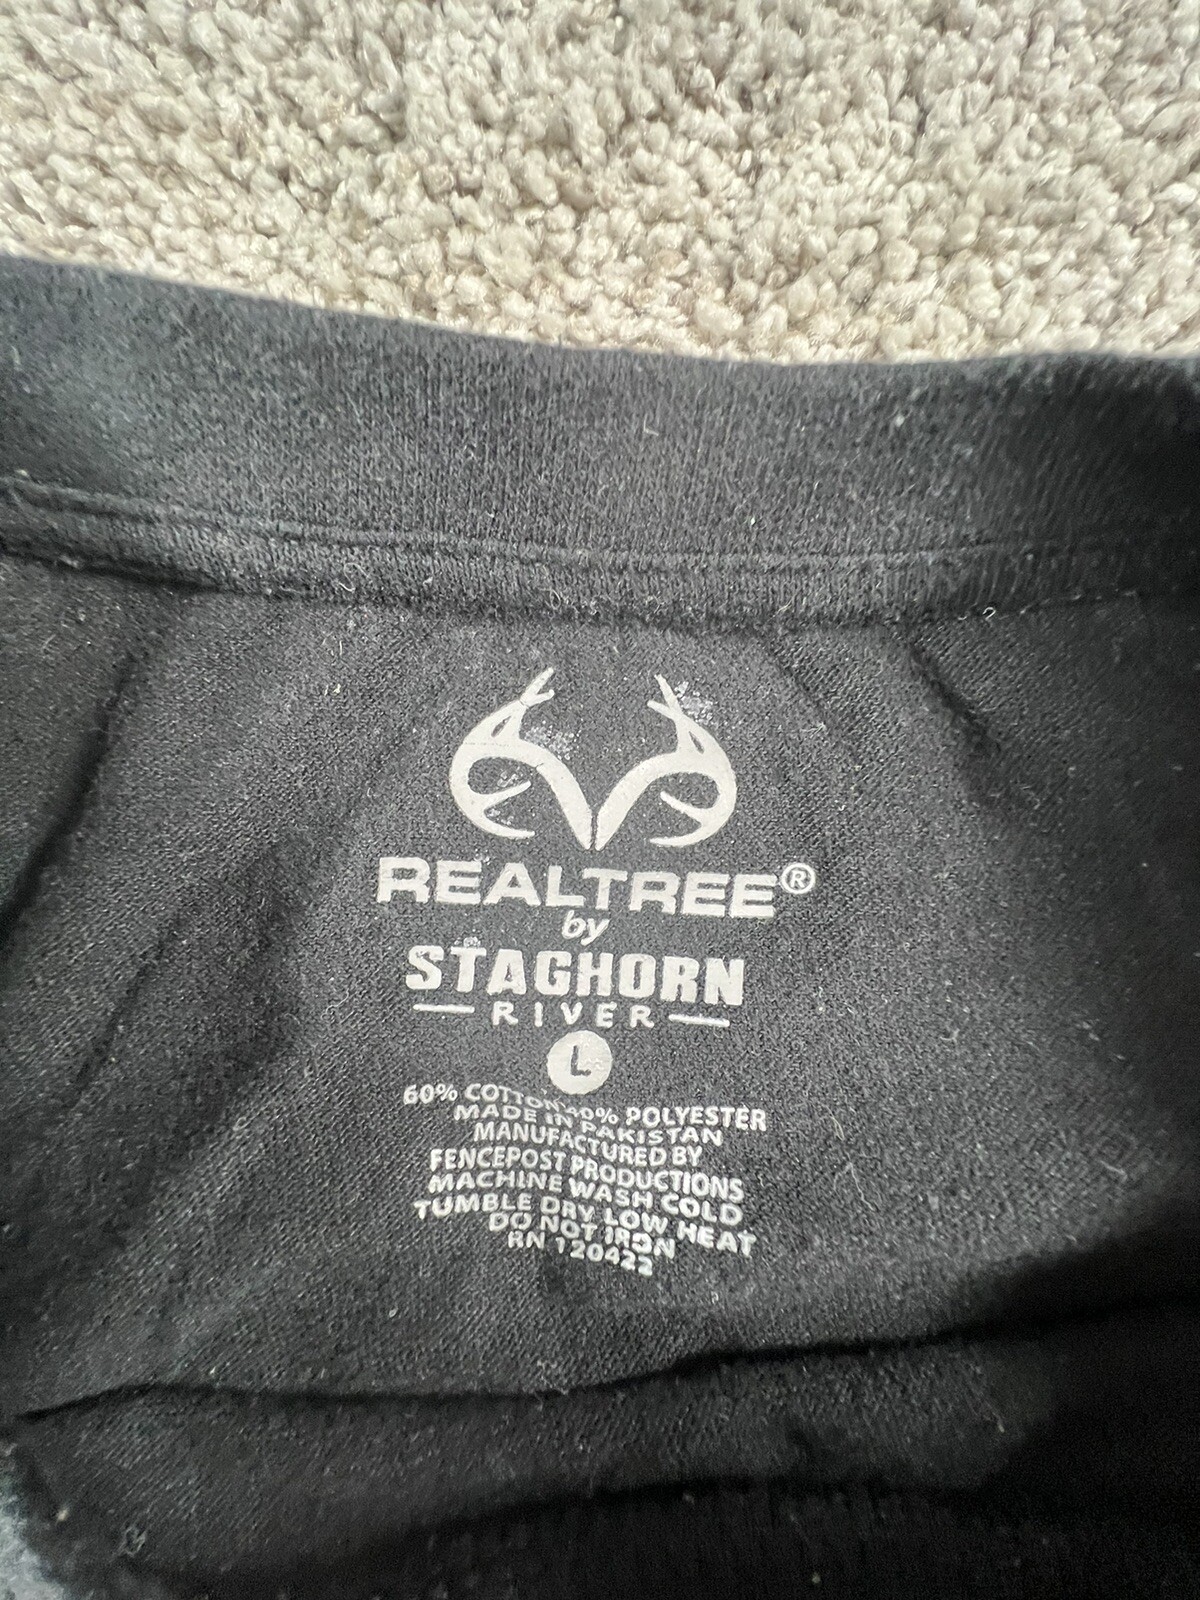 REALTREE®
by
STAGHORN
RIVER
L
60% COTTON 40% POLYESTER
MADE IN PAKISTAN
MANUFACTURED BY
FENCEPOST PRODUCTIONS
MACHINE WASH COLD
TUMBLE DRY LOW HEAT
DO NOT IRON
RN 120422